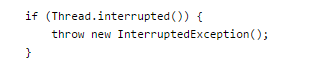 if (Thread.interrupted()) {
    throw new InterruptedException();
}